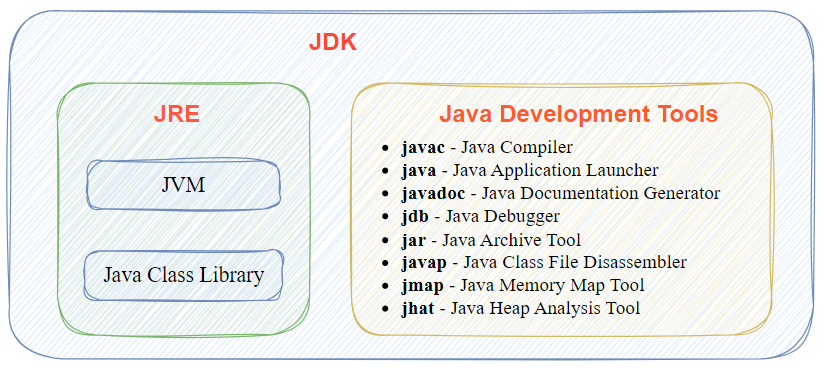 JDK
JRE
JVM
Java Class Library
Java Development Tools
• javac - Java Compiler
• java - Java Application Launcher
• javadoc - Java Documentation Generator
• jdb - Java Debugger
• jar - Java Archive Tool
• javap - Java Class File Disassembler
• jmap - Java Memory Map Tool
• jhat - Java Heap Analysis Tool